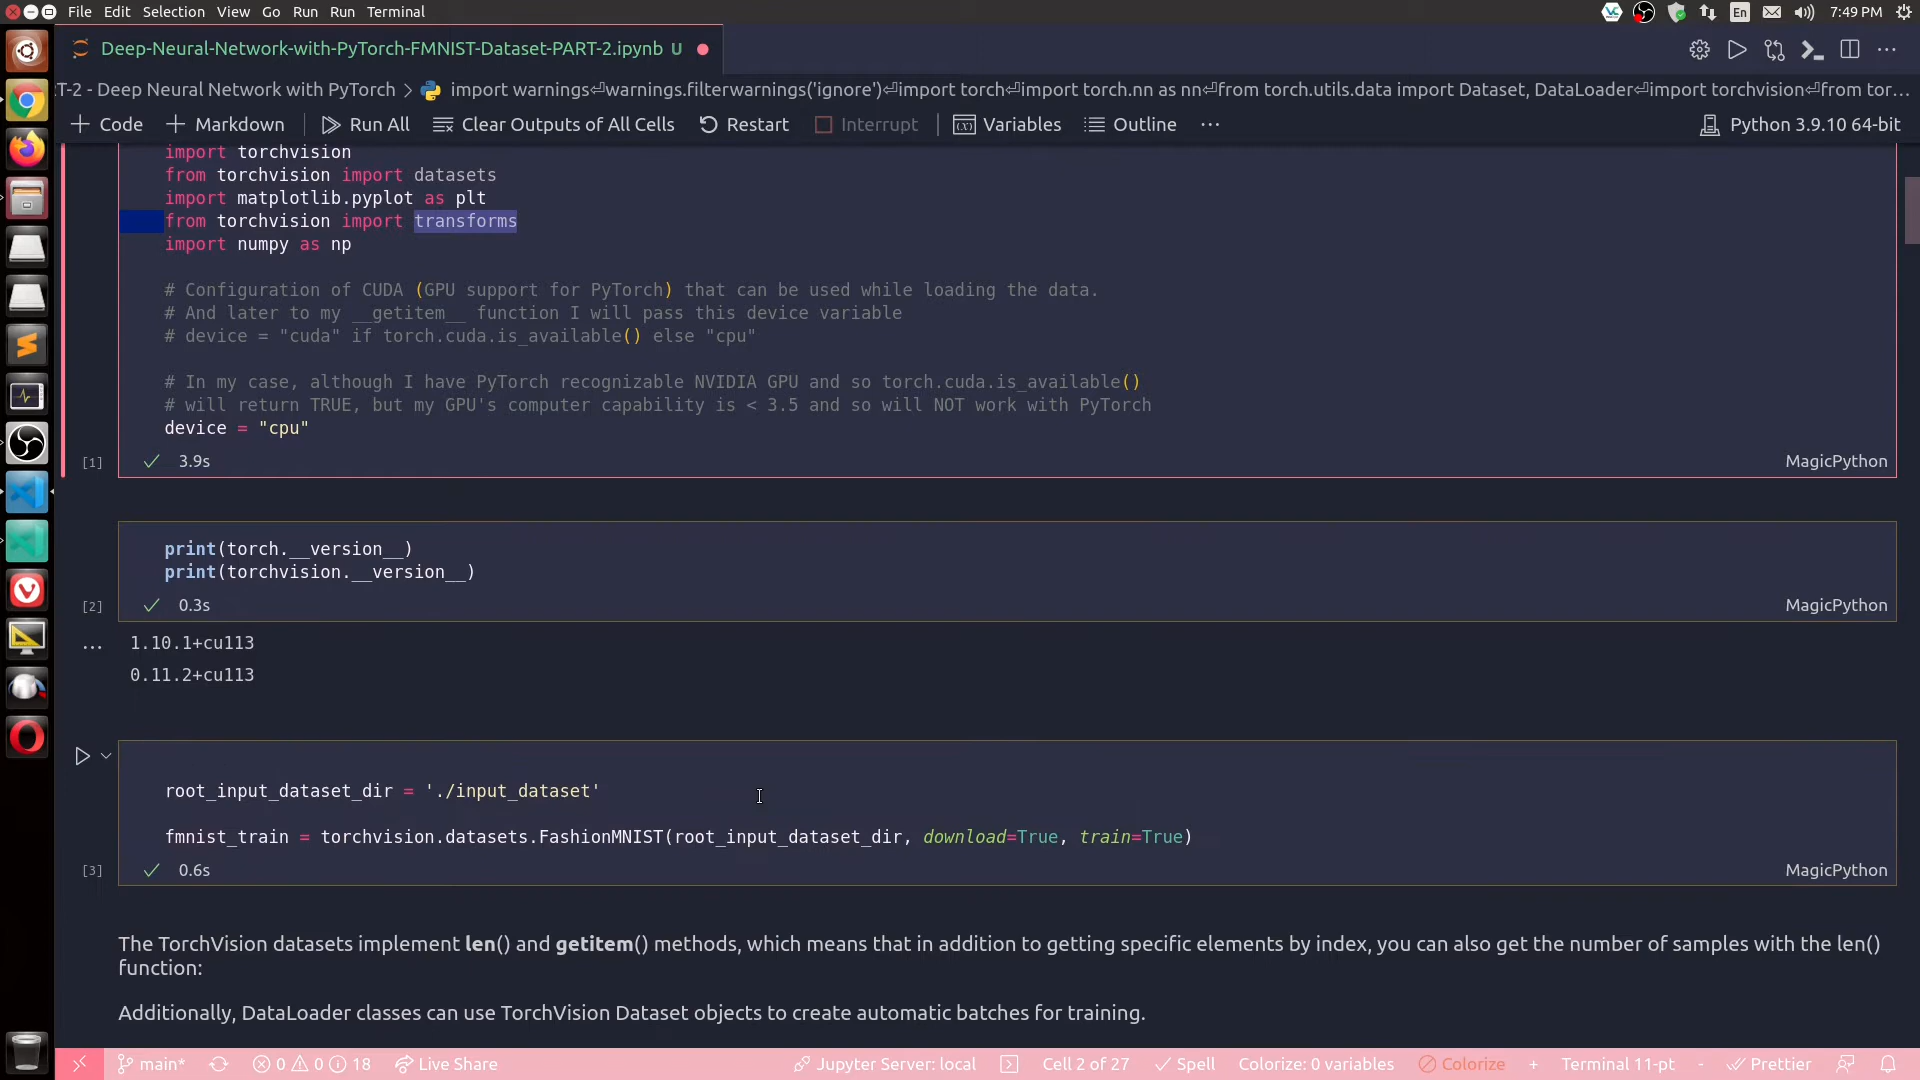 File Edit Selection View Go Run Run Terminal
En 7:49 PM
Deep-Neural-Network-with-PyTorch-FMNIST-Dataset-PART-2.ipynb U
T-2 - Deep Neural Network with PyTorch > import warnings⏎warnings.filterwarnings('ignore')⏎import torch⏎import torch.nn as nn⏎from torch.utils.data import Dataset, DataLoader⏎import torchvision⏎from tor...
+ Code + Markdown Run All Clear Outputs of All Cells Restart Interrupt Variables Outline ... Python 3.9.10 64-bit
import torchvision
from torchvision import datasets
import matplotlib.pyplot as plt
from torchvision import transforms
import numpy as np
# Configuration of CUDA (GPU support for PyTorch) that can be used while loading the data.
# And later to my __getitem__ function I will pass this device variable
# device = "cuda" if torch.cuda.is_available() else "cpu"
# In my case, although I have PyTorch recognizable NVIDIA GPU and so torch.cuda.is_available()
# will return TRUE, but my GPU's computer capability is < 3.5 and so will NOT work with PyTorch
device = "cpu"
[1] ✓ 3.9s MagicPython
print(torch.__version__)
print(torchvision.__version__)
[2] ✓ 0.3s MagicPython
... 1.10.1+cu113
0.11.2+cu113
root_input_dataset_dir = './input_dataset'
fmnist_train = torchvision.datasets.FashionMNIST(root_input_dataset_dir, download=True, train=True)
[3] ✓ 0.6s MagicPython
The TorchVision datasets implement len() and getitem() methods, which means that in addition to getting specific elements by index, you can also get the number of samples with the len()
function:
Additionally, DataLoader classes can use TorchVision Dataset objects to create automatic batches for training.
main* 0 0 18 Live Share Jupyter Server: local Cell 2 of 27 Spell Colorize: 0 variables Colorize + Terminal 11-pt - Prettier